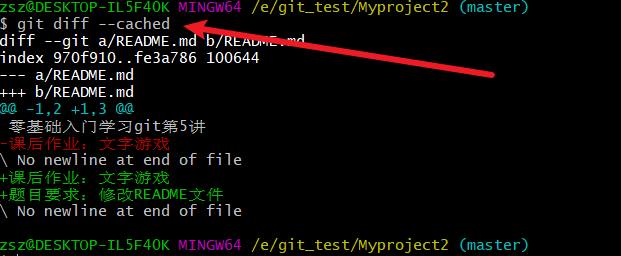 zsz@DESKTOP-IL5F4OK MINGW64 /e/git_test/Myproject2 (master)
$ git diff --cached
diff --git a/README.md b/README.md
index 970f910..fe3a786 100644
--- a/README.md
+++ b/README.md
@@ -1,2 +1,3 @@
 零基础入门学习git第5讲
-课后作业：文字游戏
\ No newline at end of file
+课后作业：文字游戏
+题目要求：修改README文件
\ No newline at end of file
zsz@DESKTOP-IL5F4OK MINGW64 /e/git_test/Myproject2 (master)